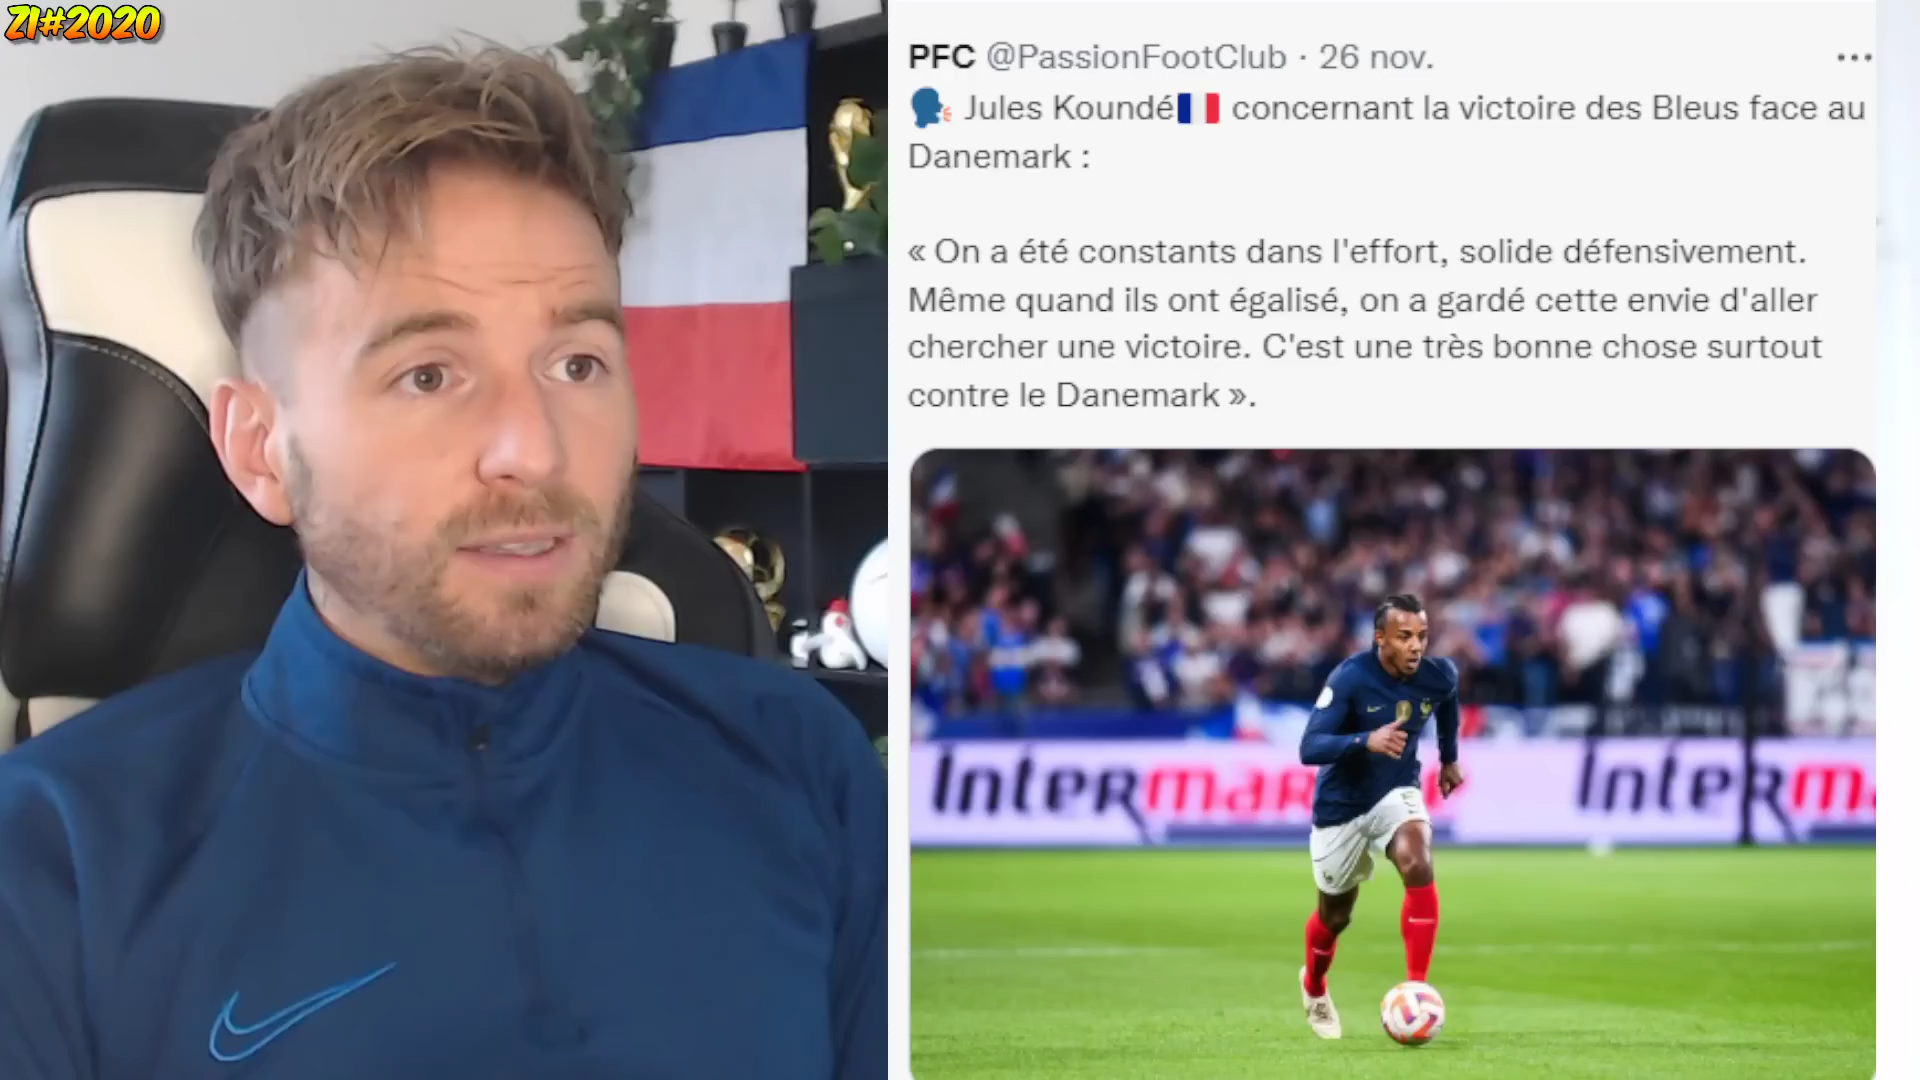 ZI#2020
PFC @PassionFootClub · 26 nov.
🗣 Jules Koundé🇫🇷 concernant la victoire des Bleus face au
Danemark :
« On a été constants dans l'effort, solide défensivement.
Même quand ils ont égalisé, on a gardé cette envie d'aller
chercher une victoire. C'est une très bonne chose surtout
contre le Danemark ».